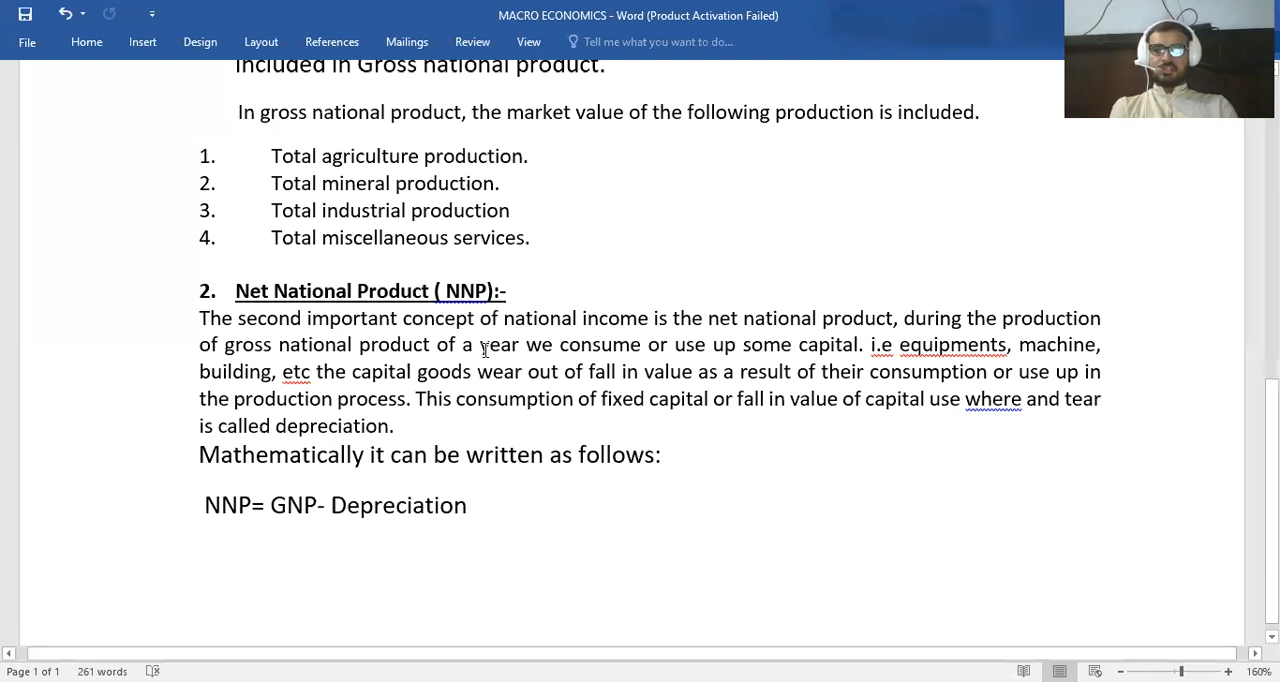 MACRO ECONOMICS - Word (Product Activation Failed)
File Home Insert Design Layout References Mailings Review View Tell me what you want to do...
included in Gross national product.
In gross national product, the market value of the following production is included.
1. Total agriculture production.
2. Total mineral production.
3. Total industrial production
4. Total miscellaneous services.
2. Net National Product ( NNP):-
The second important concept of national income is the net national product, during the production
of gross national product of a year we consume or use up some capital. i.e equipments, machine,
building, etc the capital goods wear out of fall in value as a result of their consumption or use up in
the production process. This consumption of fixed capital or fall in value of capital use where and tear
is called depreciation.
Mathematically it can be written as follows:
NNP= GNP- Depreciation
Page 1 of 1 261 words 160%